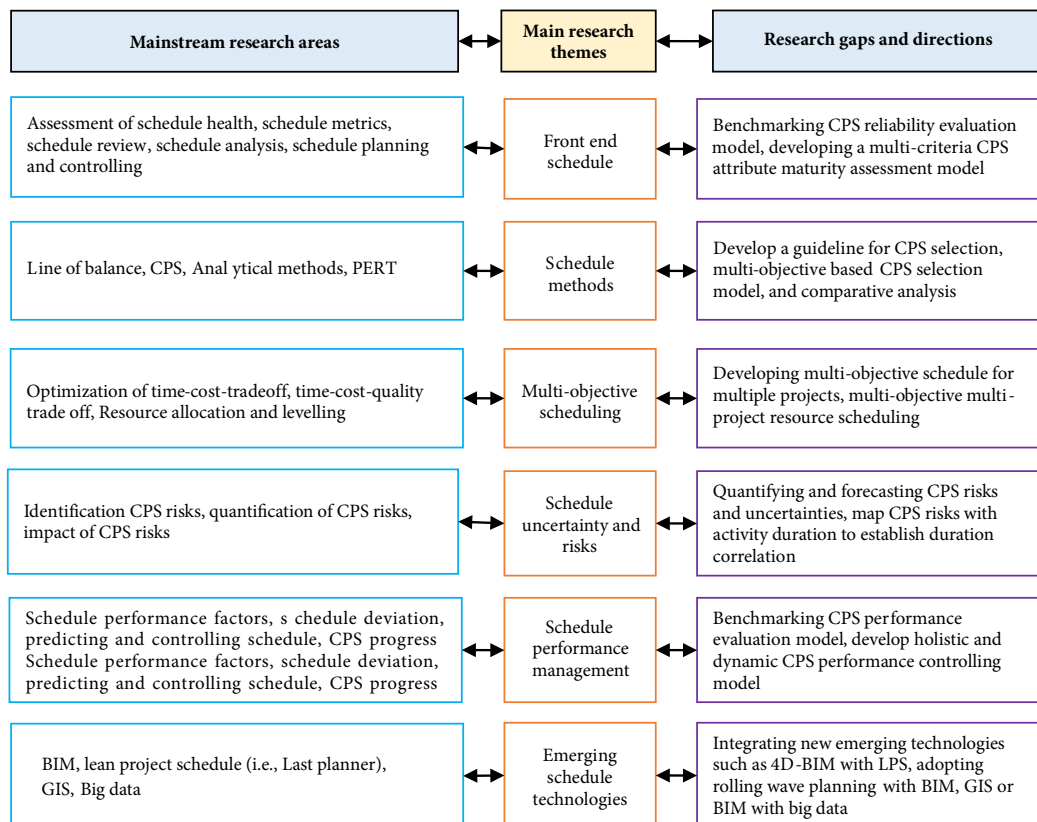 Mainstream research areas
Main research
themes
Research gaps and directions
Assessment of schedule health, schedule metrics,
schedule review, schedule analysis, schedule planning
and controlling
Front end
schedule
Benchmarking CPS reliability evaluation
model, developing a multi-criteria CPS
attribute maturity assessment model
Line of balance, CPS, Anal ytical methods, PERT
Schedule
methods
Develop a guideline for CPS selection,
multi-objective based CPS selection
model, and comparative analysis
Optimization of time-cost-tradeoff, time-cost-quality
trade off, Resource allocation and levelling
Multi-objective
scheduling
Developing multi-objective schedule for
multiple projects, multi-objective multi-
project resource scheduling
Identification CPS risks, quantification of CPS risks,
impact of CPS risks
Schedule
uncertainty and
risks
Quantifying and forecasting CPS risks
and uncertainties, map CPS risks with
activity duration to establish duration
correlation
Schedule performance factors, s chedule deviation,
predicting and controlling schedule, CPS progress
Schedule performance factors, schedule deviation,
predicting and controlling schedule, CPS progress
Schedule
performance
management
Benchmarking CPS performance
evaluation model, develop holistic and
dynamic CPS performance controlling
model
BIM, lean project schedule (i.e., Last planner),
GIS, Big data
Emerging
schedule
technologies
Integrating new emerging technologies
such as 4D-BIM with LPS, adopting
rolling wave planning with BIM, GIS or
BIM with big data